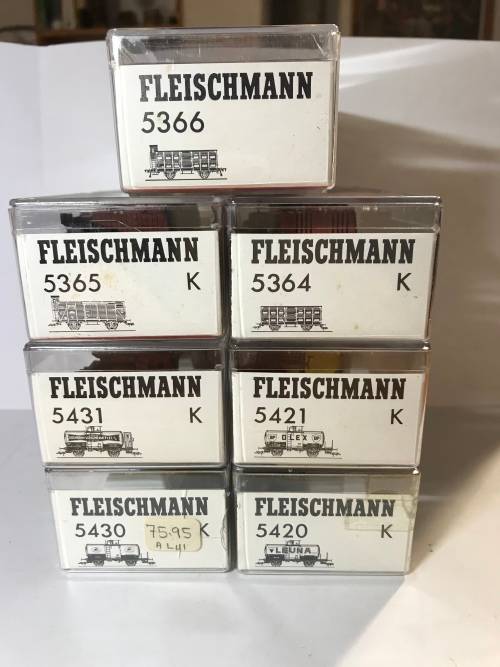 FLEISCHMANN
5366
FLEISCHMANN
5365 K
FLEISCHMANN
5364 K
FLEISCHMANN
5431 K
FLEISCHMANN
5421 K
OLEX
FLEISCHMANN
5430 K
75.95
FLEISCHMANN
5420 K
LEUNA